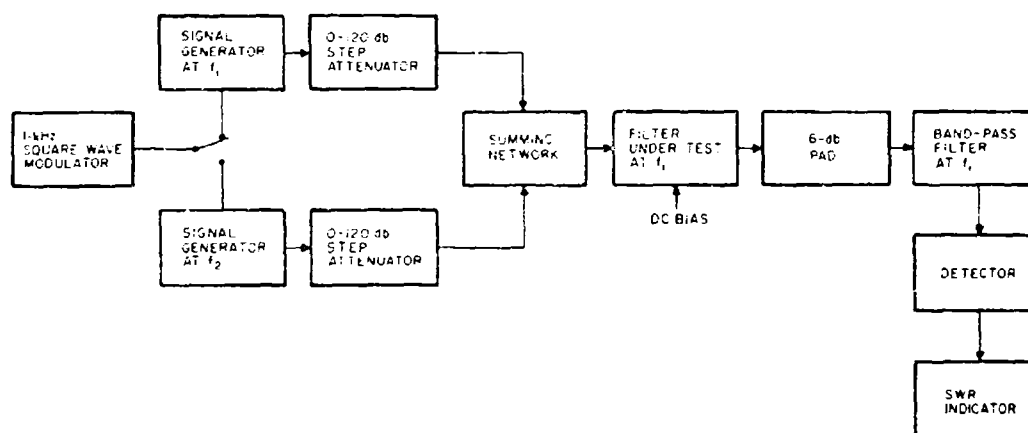 SIGNAL
GENERATOR
AT f1
0-120 db
STEP
ATTENUATOR
1-kHz
SQUARE WAVE
MODULATOR
SUMMING
NETWORK
FILTER
UNDER TEST
AT f1
6-db
PAD
BAND-PASS
FILTER
AT f1
DC BIAS
SIGNAL
GENERATOR
AT f2
0-120 db
STEP
ATTENUATOR
DETECTOR
SWR
INDICATOR